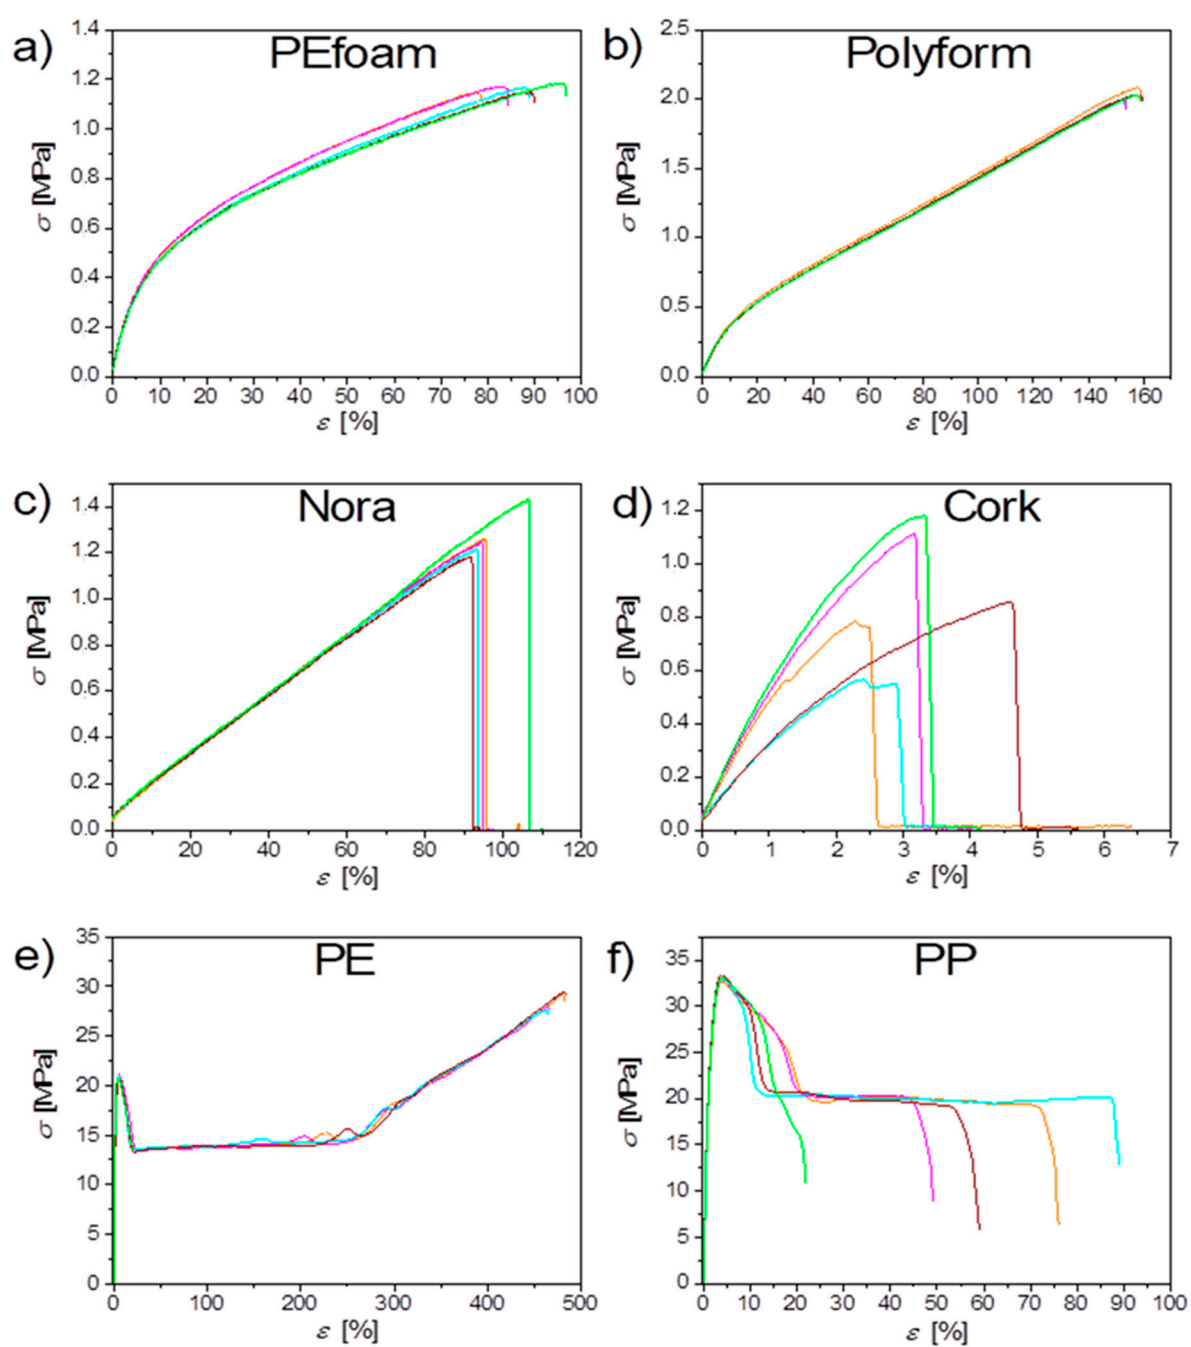 a)
PEfoam
σ [MPa]
1.4
1.2
1.0
0.8
0.6
0.4
0.2
0.0
0 10 20 30 40 50 60 70 80 90 100
ε [%]
b)
Polyform
σ [MPa]
2.5
2.0
1.5
1.0
0.5
0.0
0 20 40 60 80 100 120 140 160
ε [%]
c)
Nora
σ [MPa]
1.4
1.2
1.0
0.8
0.6
0.4
0.2
0.0
0 20 40 60 80 100 120
ε [%]
d)
Cork
σ [MPa]
1.2
1.0
0.8
0.6
0.4
0.2
0.0
0 1 2 3 4 5 6 7
ε [%]
e)
PE
σ [MPa]
35
30
25
20
15
10
5
0
0 100 200 300 400 500
ε [%]
f)
PP
σ [MPa]
35
30
25
20
15
10
5
0
0 10 20 30 40 50 60 70 80 90 100
ε [%]